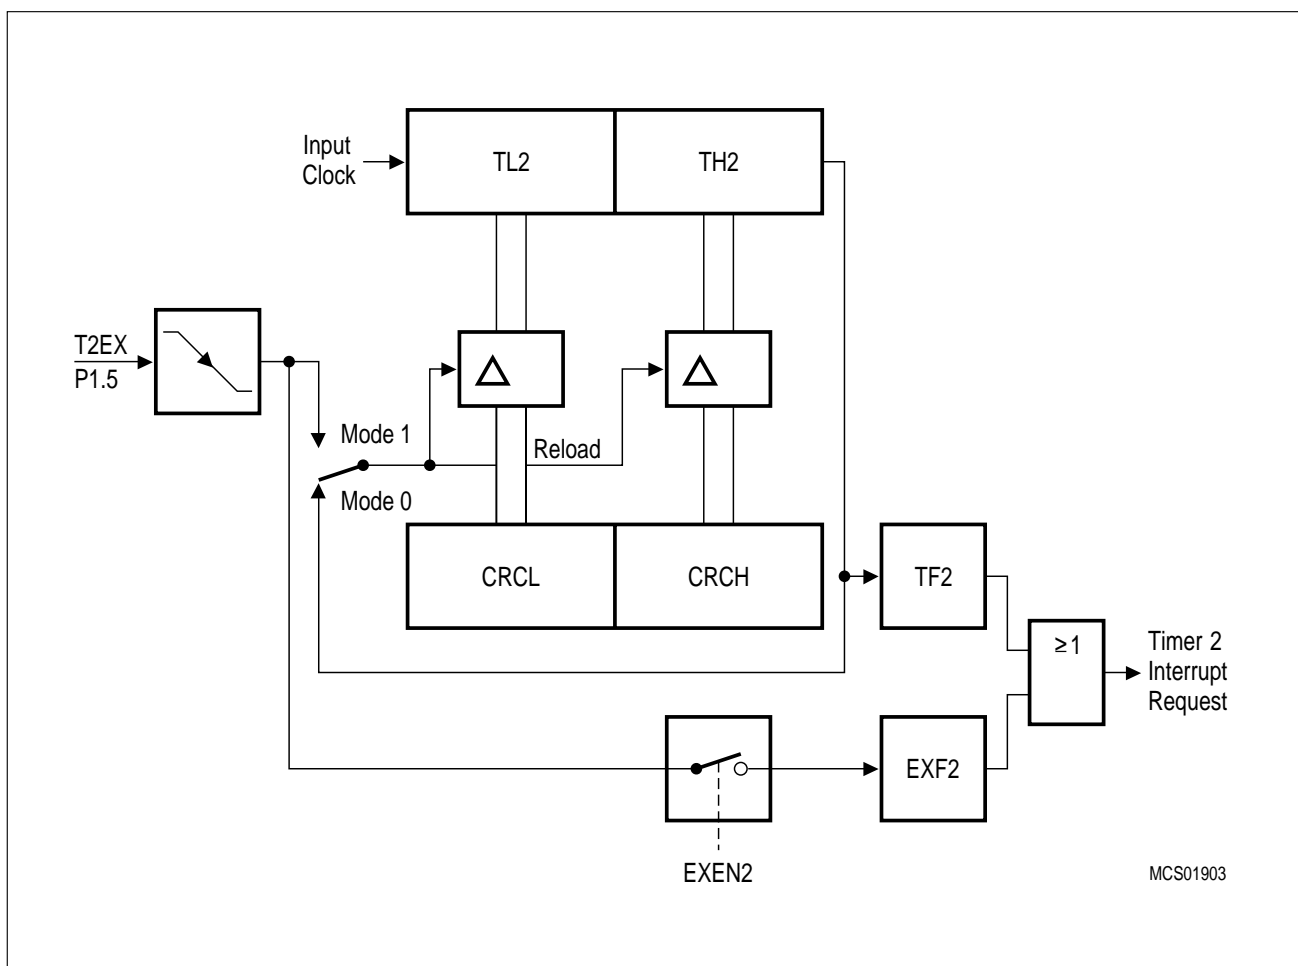 Input
Clock
TL2
TH2
T2EX
P1.5
Mode 1
Reload
Mode 0
CRCL
CRCH
TF2
≥1
Timer 2
Interrupt
Request
EXF2
EXEN2
MCS01903